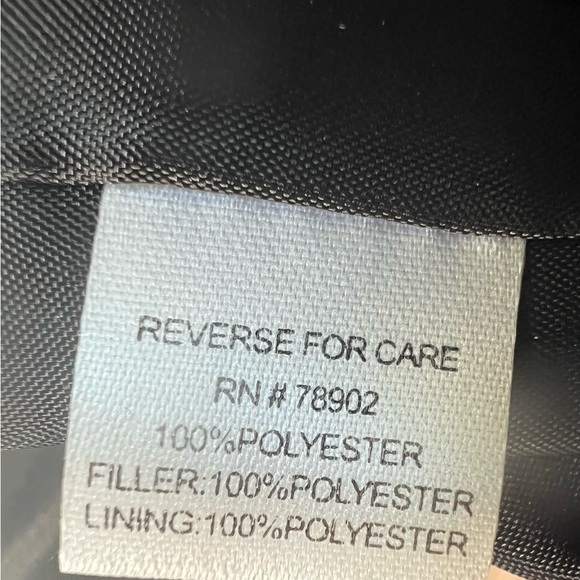 REVERSE FOR CARE
RN # 78902
100%POLYESTER
FILLER:100%POLYESTER
LINING:100%POLYESTER